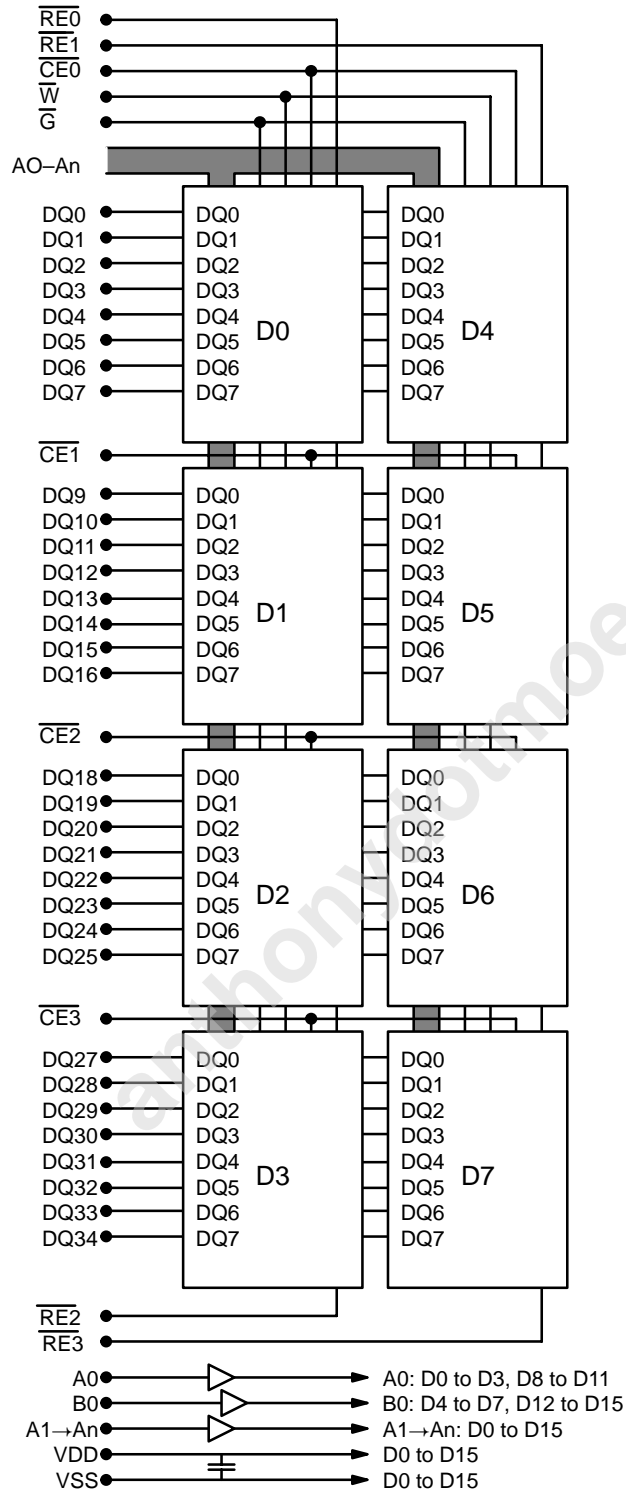 RE0
RE1
CE0
W
G
AO–An
DQ0 DQ0 DQ0
DQ1 DQ1 DQ1
DQ2 DQ2 DQ2
DQ3 DQ3 DQ3
DQ4 DQ4 DQ4
D0 D4
DQ5 DQ5 DQ5
DQ6 DQ6 DQ6
DQ7 DQ7 DQ7
CE1
DQ9 DQ0 DQ0
DQ10 DQ1 DQ1
DQ11 DQ2 DQ2
DQ12 DQ3 DQ3
DQ13 DQ4 DQ4
D1 D5
DQ14 DQ5 DQ5
DQ15 DQ6 DQ6
DQ16 DQ7 DQ7
CE2
DQ18 DQ0 DQ0
DQ19 DQ1 DQ1
DQ20 DQ2 DQ2
DQ21 DQ3 DQ3
DQ22 DQ4 DQ4
D2 D6
DQ23 DQ5 DQ5
DQ24 DQ6 DQ6
DQ25 DQ7 DQ7
CE3
DQ27 DQ0 DQ0
DQ28 DQ1 DQ1
DQ29 DQ2 DQ2
DQ30 DQ3 DQ3
DQ31 DQ4 DQ4
D3 D7
DQ32 DQ5 DQ5
DQ33 DQ6 DQ6
DQ34 DQ7 DQ7
RE2
RE3
A0 A0: D0 to D3, D8 to D11
B0 B0: D4 to D7, D12 to D15
A1→An A1→An: D0 to D15
VDD D0 to D15
VSS D0 to D15
anthonydotmoe